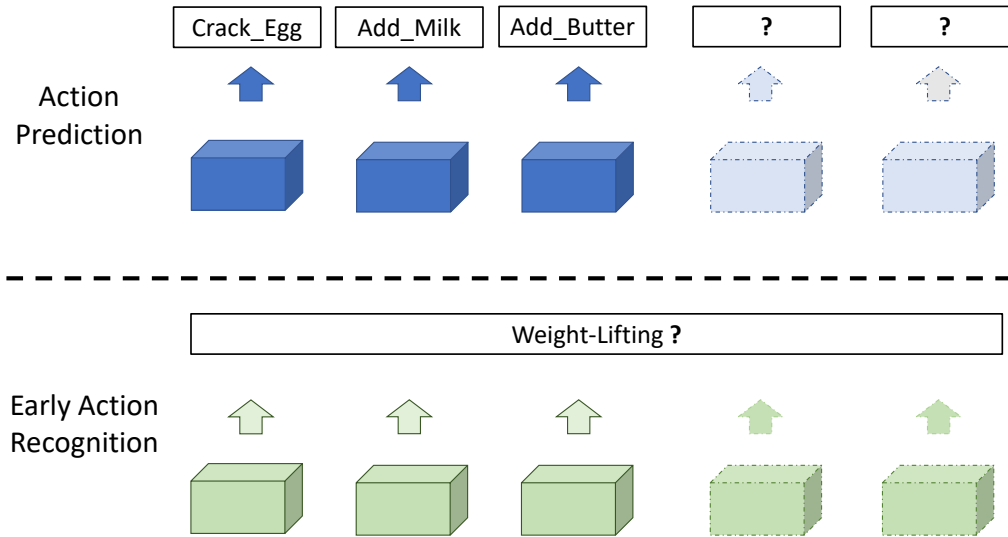 Crack_Egg
Add_Milk
Add_Butter
?
?
Action
Prediction
Weight-Lifting ?
Early Action
Recognition